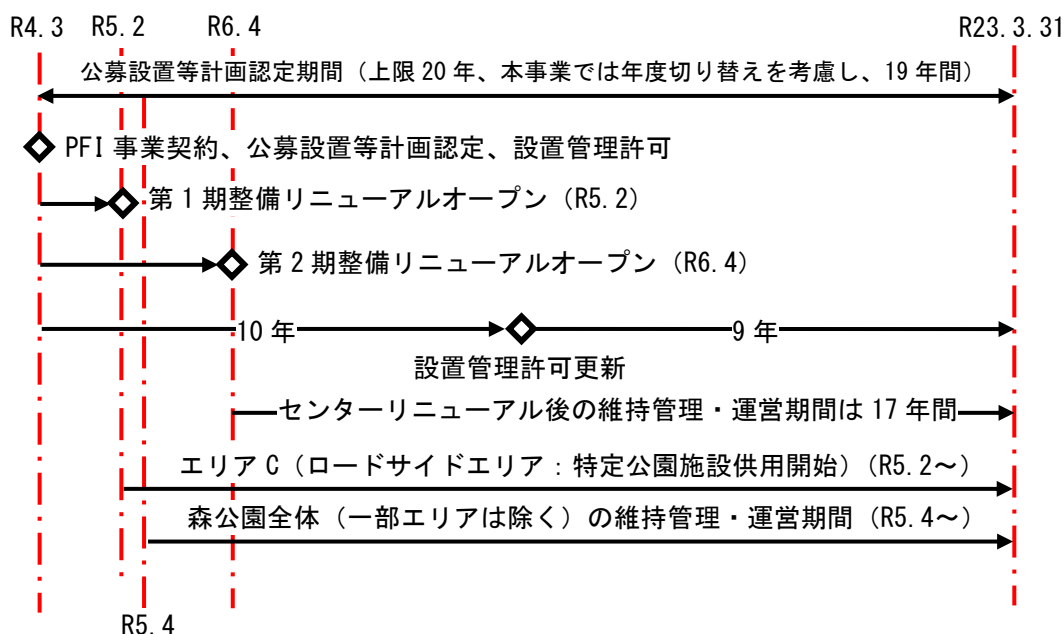 R4.3 R5.2 R6.4 R23.3.31
公募設置等計画認定期間（上限20年、本事業では年度切り替えを考慮し、19年間）
PFI事業契約、公募設置等計画認定、設置管理許可
第1期整備リニューアルオープン（R5.2）
第2期整備リニューアルオープン（R6.4）
10年 9年
設置管理許可更新
センターリニューアル後の維持管理・運営期間は17年間
エリアC（ロードサイドエリア：特定公園施設供用開始）（R5.2～）
森公園全体（一部エリアは除く）の維持管理・運営期間（R5.4～）
R5.4